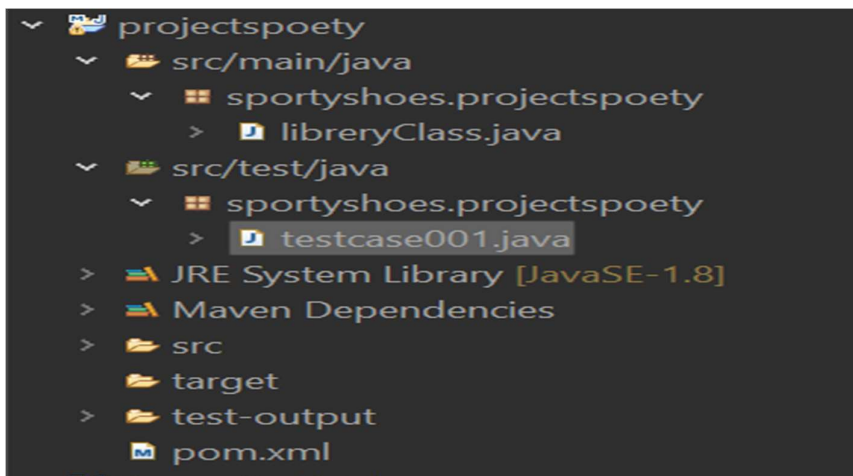 projectspoety
src/main/java
sportyshoes.projectspoety
libreryClass.java
src/test/java
sportyshoes.projectspoety
testcase001.java
JRE System Library [JavaSE-1.8]
Maven Dependencies
src
target
test-output
pom.xml